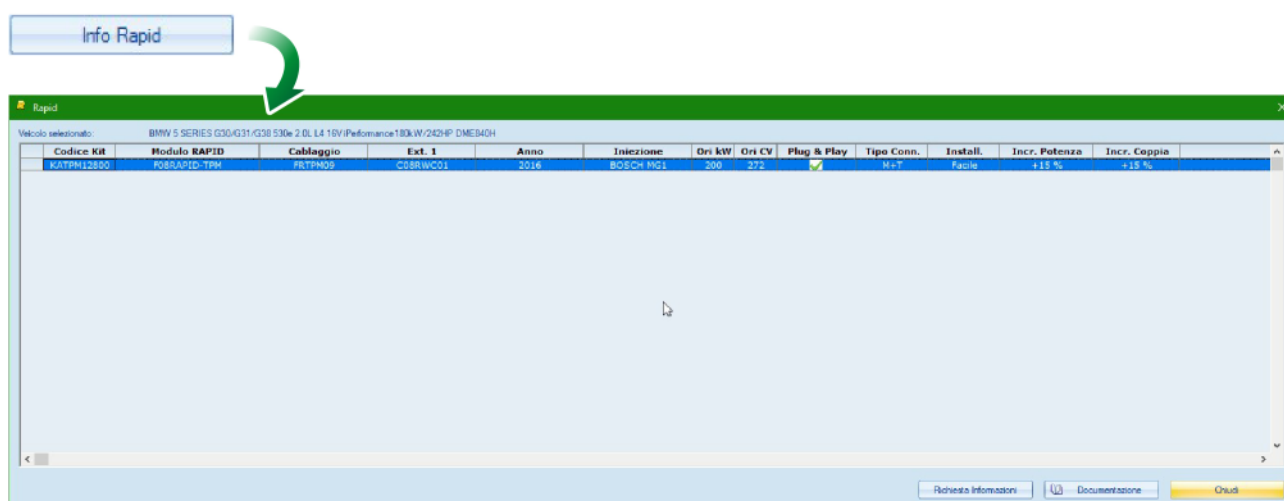 Info Rapid
Rapid
Veicolo selezionato: BMW 5 SERIES G30/G31/G38 530e 2.0L L4 16V iPerformance 180kW/242HP DME840H
Codice Kit Modulo RAPID Cablaggio Ext. 1 Anno Iniezione Ori kW Ori CV Plug & Play Tipo Conn. Install. Incr. Potenza Incr. Coppia
KATPM12800 F08RAPID-TPM FRTPM09 C08RWC01 2016 BOSCH MG1 200 272 M+T Facile +15 % +15 %
Richiesta Informazioni Documentazione Chiudi